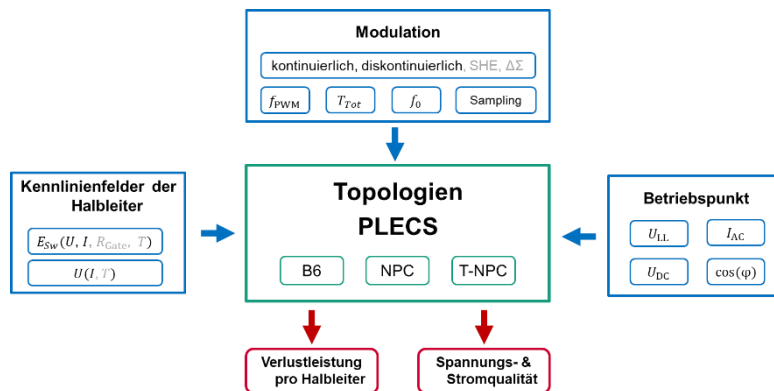 Modulation
kontinuierlich, diskontinuierlich, SHE, ΔΣ
f_PWM
T_Tot
f_0
Sampling
Kennlinienfelder der
Halbleiter
E_Sw(U, I, R_Gate, T)
U(I, T)
Topologien
PLECS
B6
NPC
T-NPC
Betriebspunkt
U_LL
I_AC
U_DC
cos(φ)
Verlustleistung
pro Halbleiter
Spannungs- &
Stromqualität